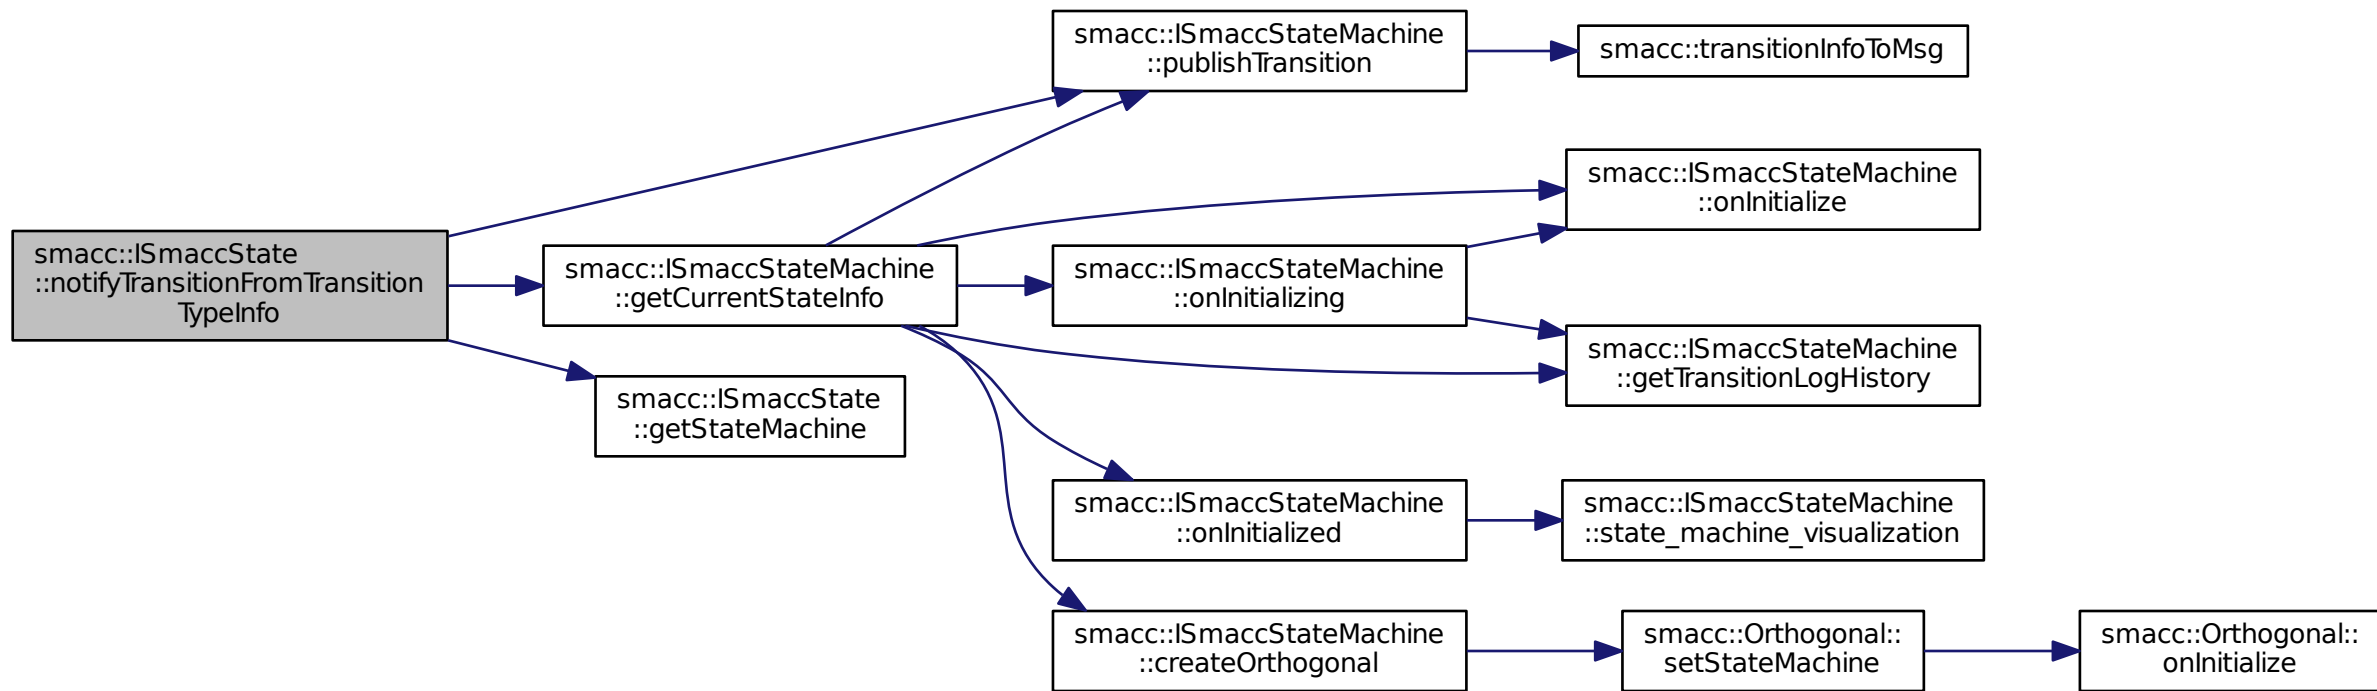 smacc::ISmaccState
::notifyTransitionFromTransition
TypeInfo
smacc::ISmaccStateMachine
::publishTransition
smacc::transitionInfoToMsg
smacc::ISmaccStateMachine
::getCurrentStateInfo
smacc::ISmaccState
::getStateMachine
smacc::ISmaccStateMachine
::onInitializing
smacc::ISmaccStateMachine
::onInitialize
smacc::ISmaccStateMachine
::getTransitionLogHistory
smacc::ISmaccStateMachine
::onInitialized
smacc::ISmaccStateMachine
::state_machine_visualization
smacc::ISmaccStateMachine
::createOrthogonal
smacc::Orthogonal::
setStateMachine
smacc::Orthogonal::
onInitialize